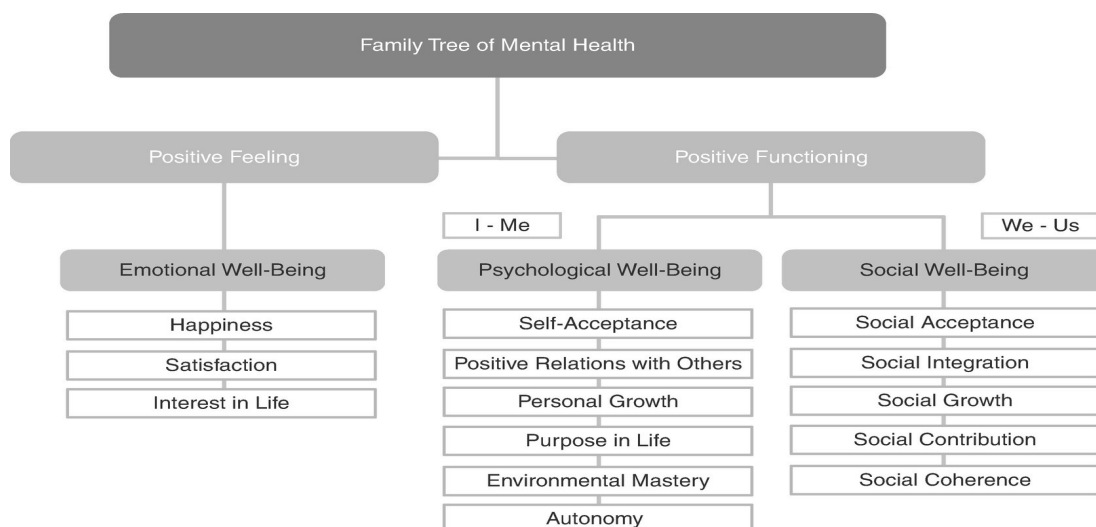 Family Tree of Mental Health
Positive Feeling
Positive Functioning
I - Me
We - Us
Emotional Well-Being
Psychological Well-Being
Social Well-Being
Happiness
Satisfaction
Interest in Life
Self-Acceptance
Positive Relations with Others
Personal Growth
Purpose in Life
Environmental Mastery
Autonomy
Social Acceptance
Social Integration
Social Growth
Social Contribution
Social Coherence